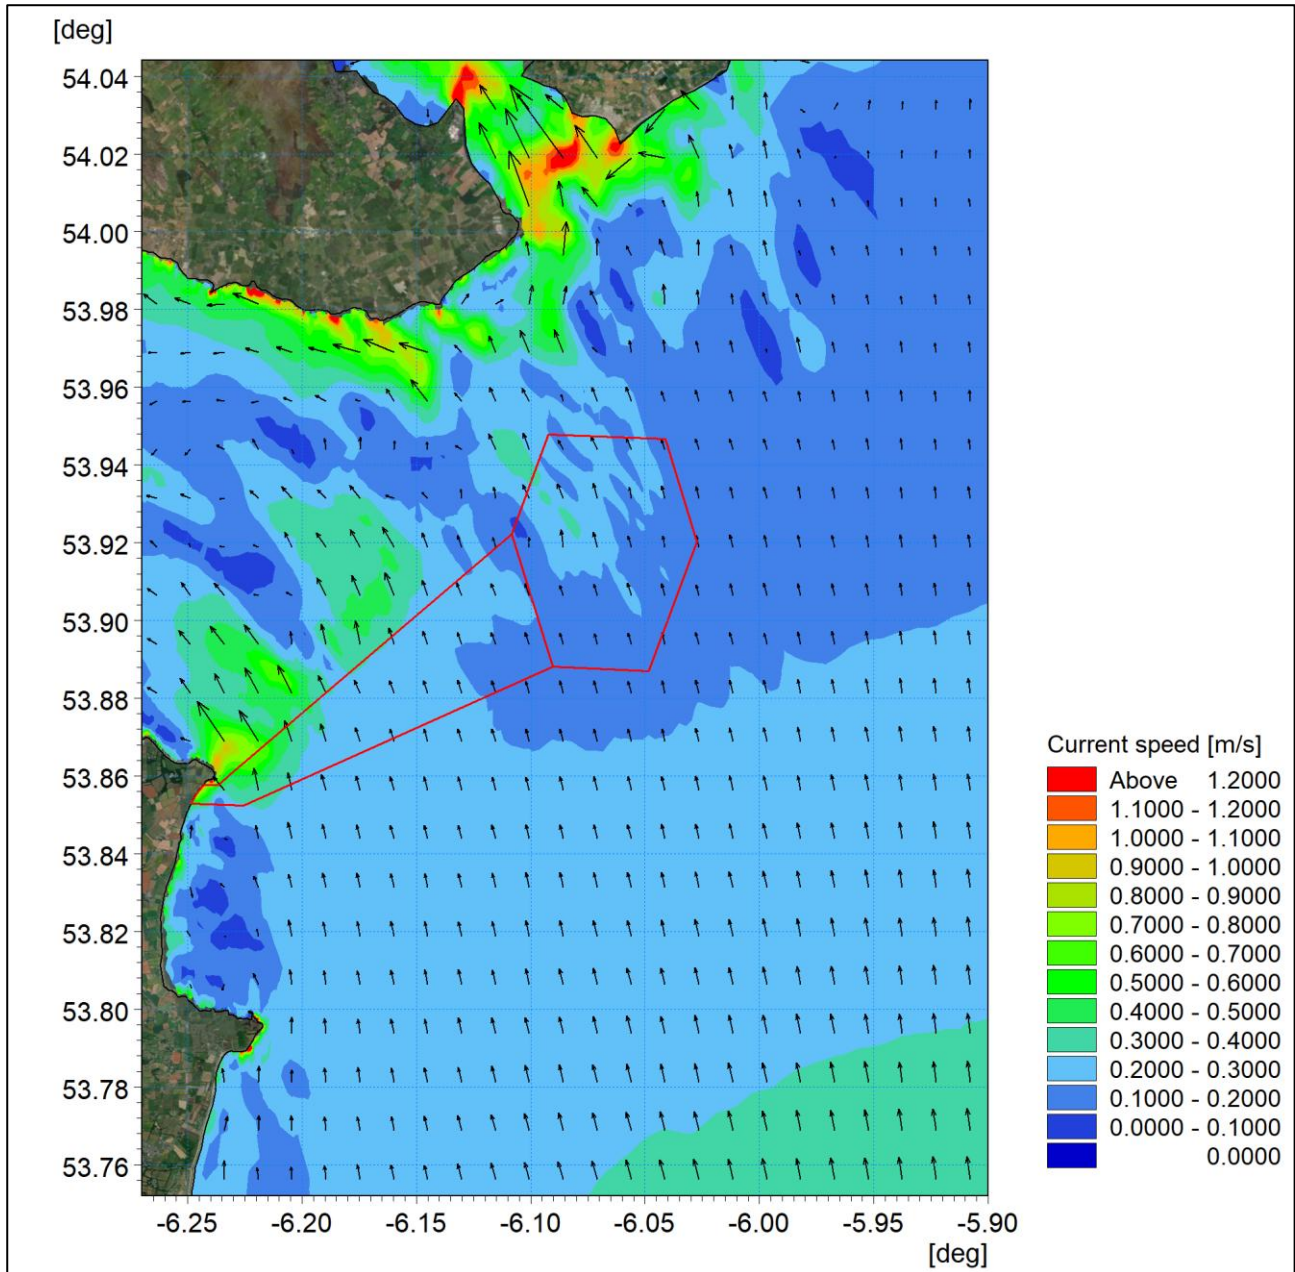 [deg]
54.04
54.02
54.00
53.98
53.96
53.94
53.92
53.90
53.88
53.86
53.84
53.82
53.80
53.78
53.76
-6.25 -6.20 -6.15 -6.10 -6.05 -6.00 -5.95 -5.90
[deg]
Current speed [m/s]
Above 1.2000
1.1000 - 1.2000
1.0000 - 1.1000
0.9000 - 1.0000
0.8000 - 0.9000
0.7000 - 0.8000
0.6000 - 0.7000
0.5000 - 0.6000
0.4000 - 0.5000
0.3000 - 0.4000
0.2000 - 0.3000
0.1000 - 0.2000
0.0000 - 0.1000
0.0000